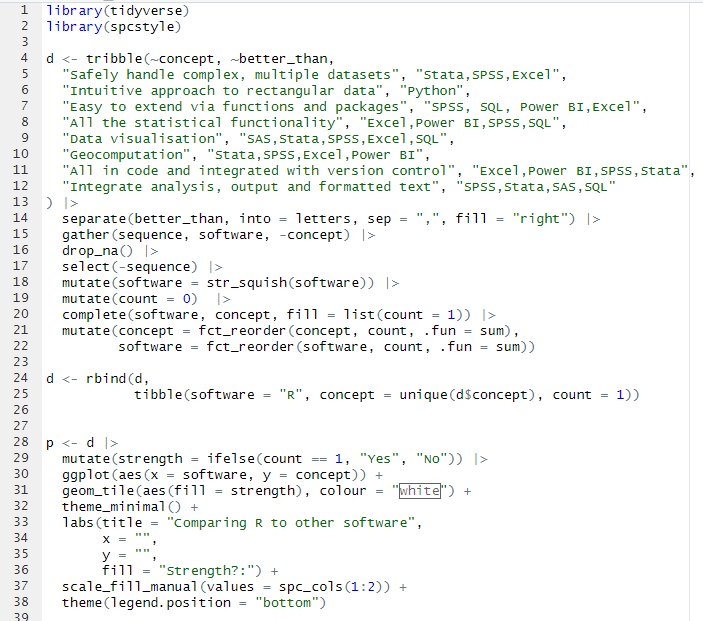 1 library(tidyverse)
2 library(spcstyle)
3
4 d <- tribble(~concept, ~better_than,
5   "Safely handle complex, multiple datasets", "Stata,SPSS,Excel",
6   "Intuitive approach to rectangular data", "Python",
7   "Easy to extend via functions and packages", "SPSS, SQL, Power BI,Excel",
8   "All the statistical functionality", "Excel,Power BI,SPSS,SQL",
9   "Data visualisation", "SAS,Stata,SPSS,Excel,SQL",
10   "Geocomputation", "Stata,SPSS,Excel,Power BI",
11   "All in code and integrated with version control", "Excel,Power BI,SPSS,Stata",
12   "Integrate analysis, output and formatted text", "SPSS,Stata,SAS,SQL"
13 ) |>
14   separate(better_than, into = letters, sep = ",", fill = "right") |>
15   gather(sequence, software, -concept) |>
16   drop_na() |>
17   select(-sequence) |>
18   mutate(software = str_squish(software)) |>
19   mutate(count = 0)  |>
20   complete(software, concept, fill = list(count = 1)) |>
21   mutate(concept = fct_reorder(concept, count, .fun = sum),
22          software = fct_reorder(software, count, .fun = sum))
23
24 d <- rbind(d,
25            tibble(software = "R", concept = unique(d$concept), count = 1))
26
27
28 p <- d |>
29   mutate(strength = ifelse(count == 1, "Yes", "No")) |>
30   ggplot(aes(x = software, y = concept)) +
31   geom_tile(aes(fill = strength), colour = "white") +
32   theme_minimal() +
33   labs(title = "Comparing R to other software",
34        x = "",
35        y = "",
36        fill = "Strength?:") +
37   scale_fill_manual(values = spc_cols(1:2)) +
38   theme(legend.position = "bottom")
39